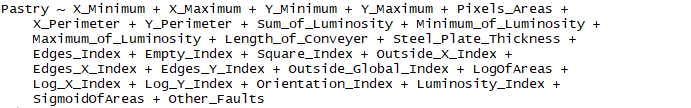 Pastry ~ X_Minimum + X_Maximum + Y_Minimum + Y_Maximum + Pixels_Areas +
X_Perimeter + Y_Perimeter + Sum_of_Luminosity + Minimum_of_Luminosity +
Maximum_of_Luminosity + Length_of_Conveyer + Steel_Plate_Thickness +
Edges_Index + Empty_Index + Square_Index + Outside_X_Index +
Edges_X_Index + Edges_Y_Index + Outside_Global_Index + LogOfAreas +
Log_X_Index + Log_Y_Index + Orientation_Index + Luminosity_Index +
SigmoidOfAreas + Other_Faults